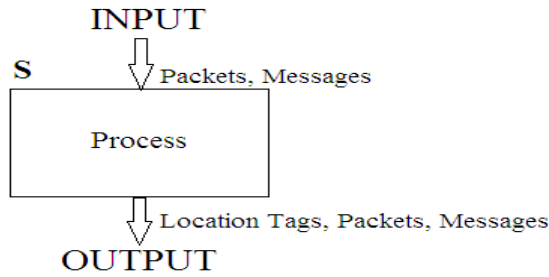 INPUT
S
Packets, Messages
Process
Location Tags, Packets, Messages
OUTPUT